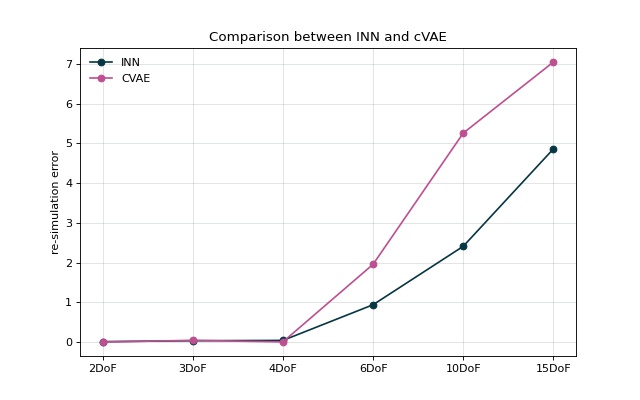 Comparison between INN and cVAE
INN
CVAE
re-simulation error
7
6
5
4
3
2
1
0
2DoF 3DoF 4DoF 6DoF 10DoF 15DoF